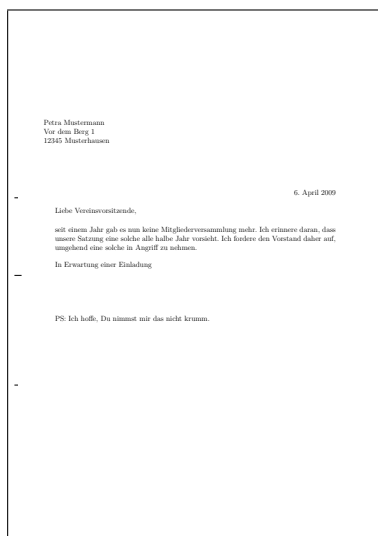 Petra Mustermann
Vor dem Berg 1
12345 Musterhausen
6. April 2009
Liebe Vereinsvorsitzende,
seit einem Jahr gab es nun keine Mitgliederversammlung mehr. Ich erinnere daran, dass
unsere Satzung eine solche alle halbe Jahr vorsieht. Ich fordere den Vorstand daher auf,
umgehend eine solche in Angriff zu nehmen.
In Erwartung einer Einladung
PS: Ich hoffe, Du nimmst mir das nicht krumm.